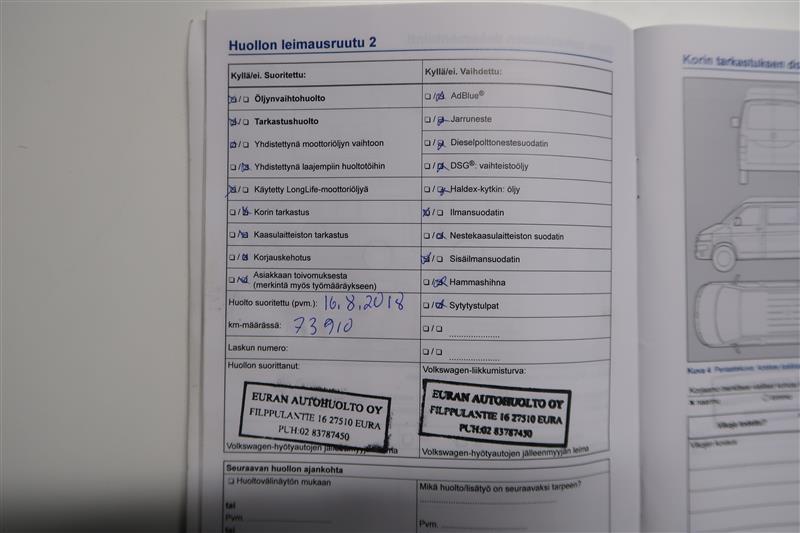 Huollon leimausruutu 2
Kyllä/ei. Suoritettu:
Öljynvaihtohuolto
Tarkastushuolto
Yhdistettynä moottoriöljyn vaihtoon
Yhdistettynä laajempiin huoltotöihin
Käytetty LongLife-moottoriöljyä
Korin tarkastus
Kaasulaitteiston tarkastus
Korjauskehotus
Asiakkaan toivomuksesta
(merkintä myös työmääräykseen)
Huolto suoritettu (pvm.): 16.8.2018
km-määrässä: 73910
Laskun numero:
Huollon suorittanut:
EURAN AUTOHUOLTO OY
FILPPULANTIE 16 27510 EURA
PUH:02 83787450
Volkswagen-hyötyautojen
Kyllä/ei. Vaihdettu:
AdBlue®
Jarruneste
Dieselpolttonestesuodatin
DSG®: vaihteistoöljy
Haldex-kytkin: öljy
Ilmansuodatin
Nestekaasulaitteiston suodatin
Sisäilmansuodatin
Hammashihna
Sytytystulpat
Volkswagen-liikkumisturva:
EURAN AUTOHUOLTO OY
FILPPULANTIE 16 27510 EURA
PUH:02 83787450
Volkswagen-hyötyautojen jälleenmyyjän leima
Seuraavan huollon ajankohta
Huoltovälinäytön mukaan
tai
Pvm.
tai
Mikä huolto/lisätyö on seuraavaksi tarpeen?
Pvm.
Korin tarkastuksen